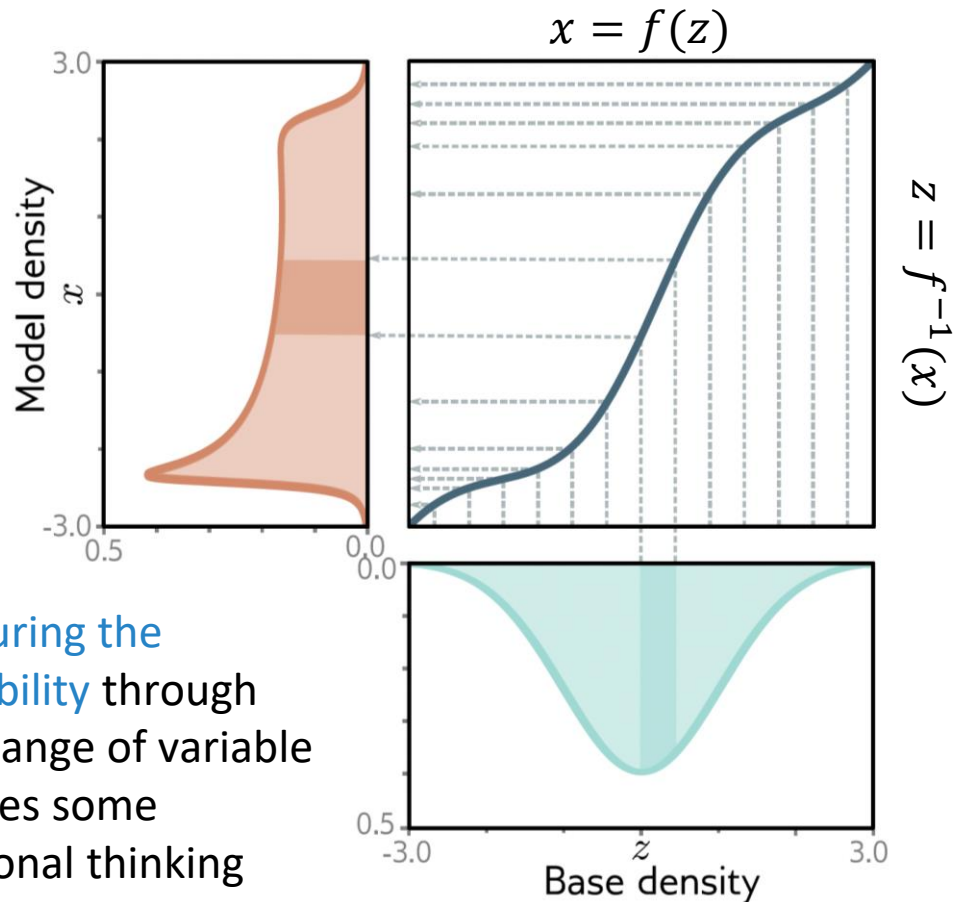 x = f(z)
3.0
Model density
x
-3.0
0.5
0.0
z = f⁻¹(x)
0.0
0.5
-3.0
z
3.0
Base density
uring the
bility through
ange of variable
es some
onal thinking